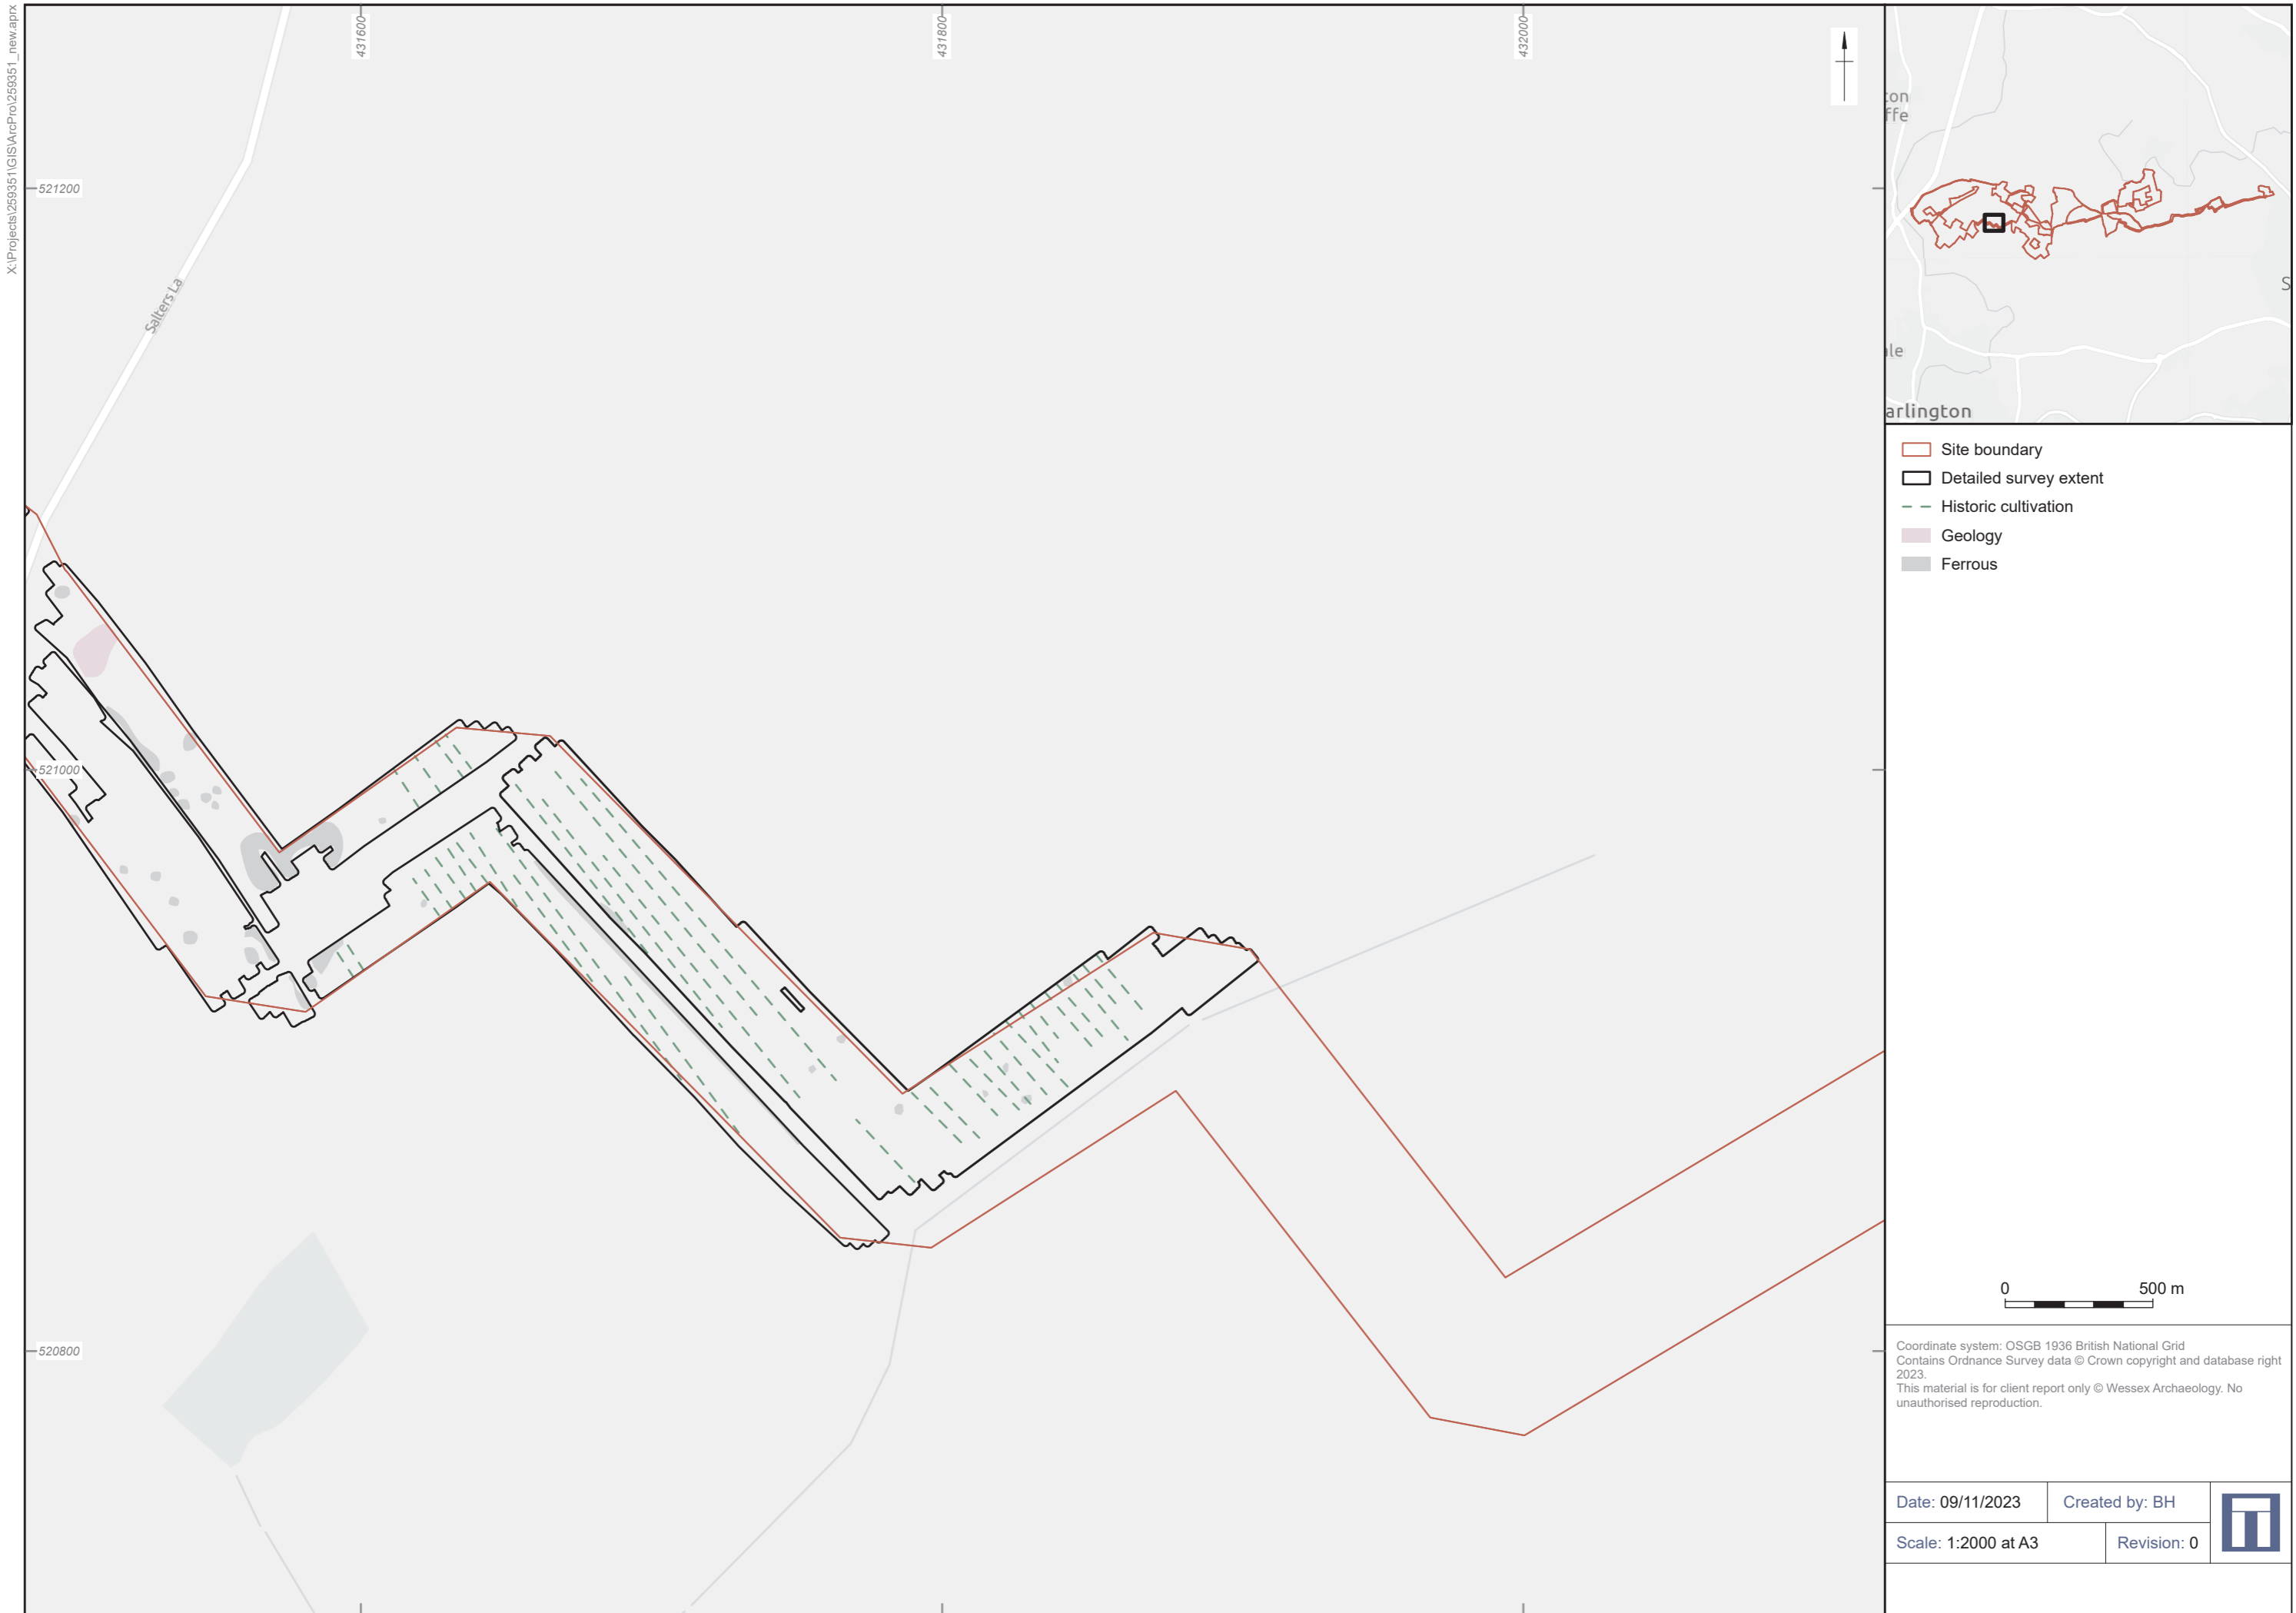 X:\Projects\259351\GIS\ArcPro\259351_new.aprx
431600
431800
432000
521200
521000
520800
Salters La
ton
ffe
ale
S
arlington
Site boundary
Detailed survey extent
Historic cultivation
Geology
Ferrous
0 500 m
Coordinate system: OSGB 1936 British National Grid
Contains Ordnance Survey data © Crown copyright and database right
2023.
This material is for client report only © Wessex Archaeology. No
unauthorised reproduction.
Date: 09/11/2023 Created by: BH
Scale: 1:2000 at A3 Revision: 0